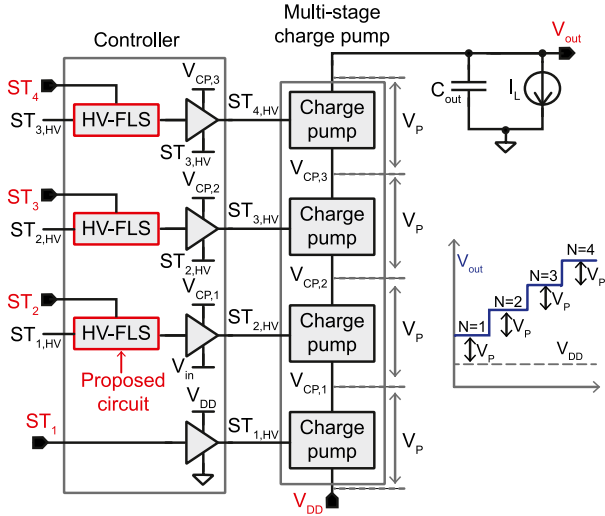 Multi-stage
charge pump
Controller
V_out
ST_4
V_CP,3
ST_4,HV
ST_3,HV
HV-FLS
ST_3,HV
Charge
pump
V_P
C_out
I_L
V_CP,3
ST_3
V_CP,2
ST_3,HV
ST_2,HV
HV-FLS
ST_2,HV
Charge
pump
V_P
V_CP,2
ST_2
V_CP,1
ST_2,HV
ST_1,HV
HV-FLS
V_in
Charge
pump
V_P
V_CP,1
Proposed
circuit
V_DD
ST_1
ST_1,HV
Charge
pump
V_P
V_DD
V_out
N=1
N=2
N=3
N=4
V_P
V_P
V_P
V_P
V_DD